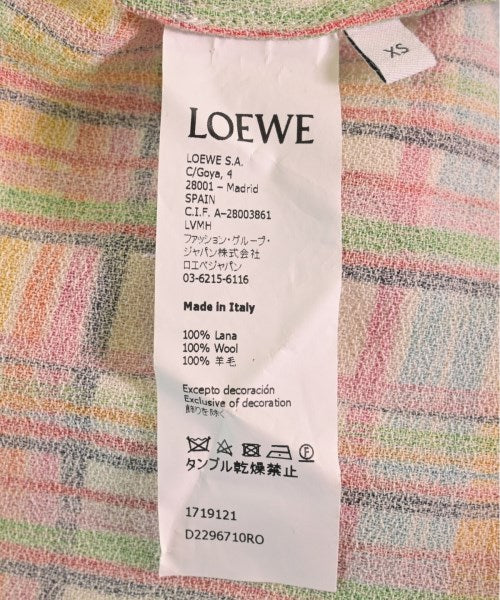 XS
LOEWE
LOEWE S.A.
C/Goya, 4
28001 – Madrid
SPAIN
C.I.F. A–28003861
LVMH
ファッション・グループ・
ジャパン株式会社
ロエベジャパン
03-6215-6116
Made in Italy
100% Lana
100% Wool
100% 羊毛
Excepto decoración
Exclusive of decoration
飾りを除く
タンブル乾燥禁止
1719121
D2296710RO